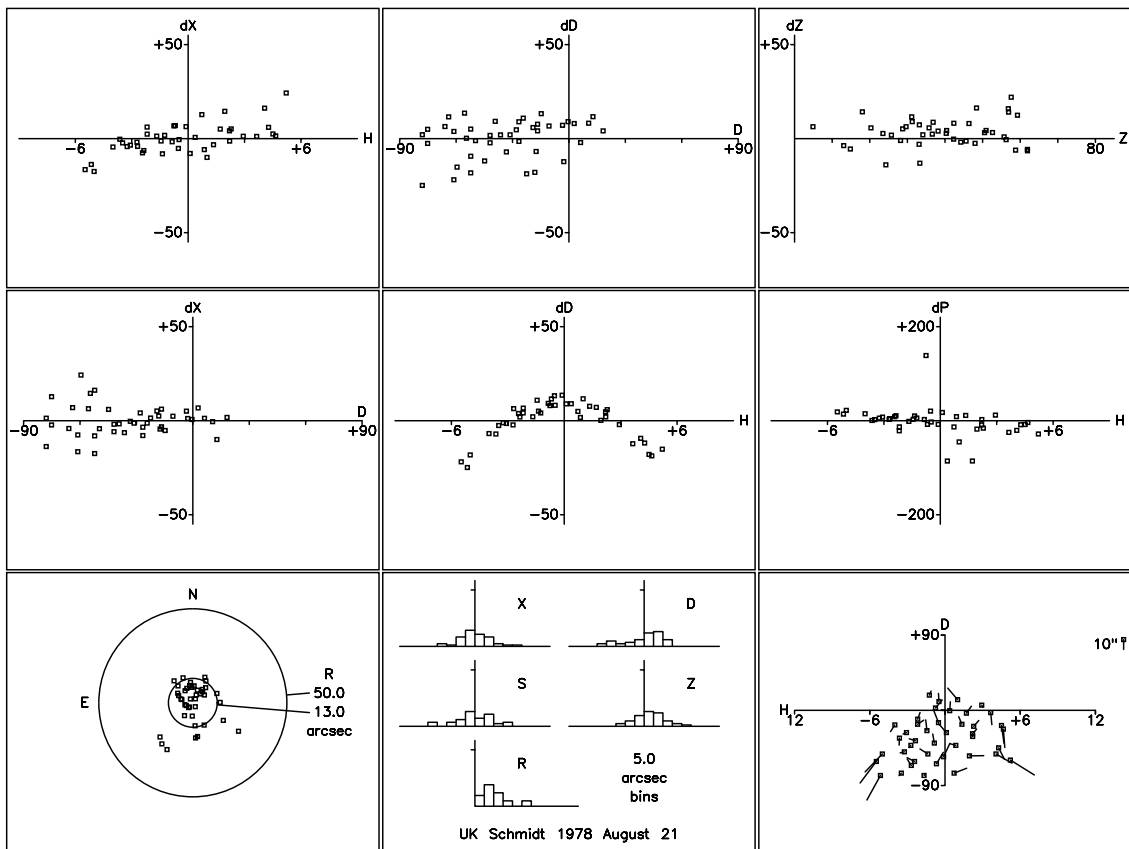 dX
+50
-6
+6
H
-50
dD
+50
-90
+90
D
-50
dZ
+50
80
Z
-50
dX
+50
-90
+90
D
-50
dD
+50
-6
+6
H
-50
dP
+200
-6
+6
H
-200
N
E
R
50.0
13.0
arcsec
X
D
S
Z
R
5.0
arcsec
bins
UK Schmidt 1978 August 21
D
+90
10"
H
12
-6
+6
12
-90